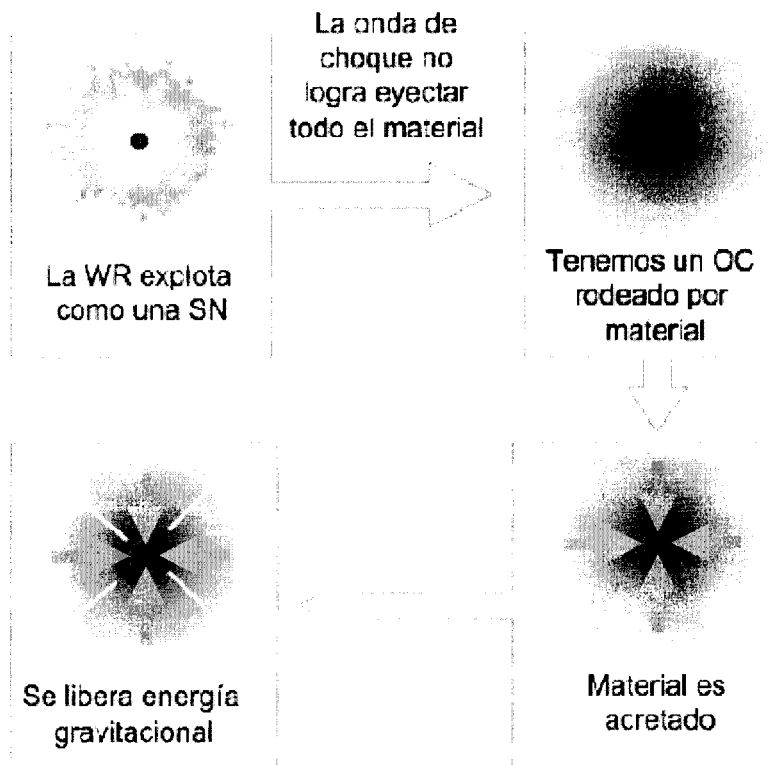 La onda de
choque no
logra eyectar
todo el material
La WR explota
como una SN
Tenemos un OC
rodeado por
material
Material es
acretado
Se libera energía
gravitacional